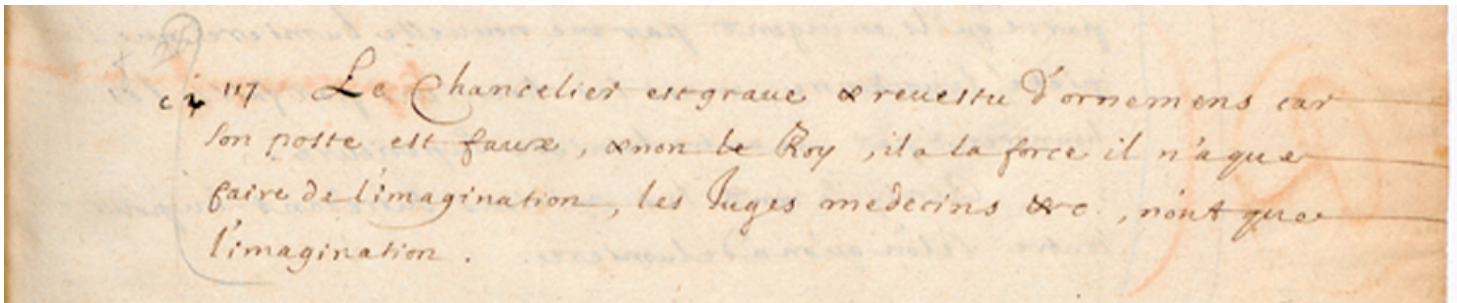 117 Le Chancelier est graue & reuestu d'ornemens car
son poste est faux, & non le Roy, il a la force il n'a que
faire de l'imagination, les Juges medecins &c., n'ont que
l'imagination.